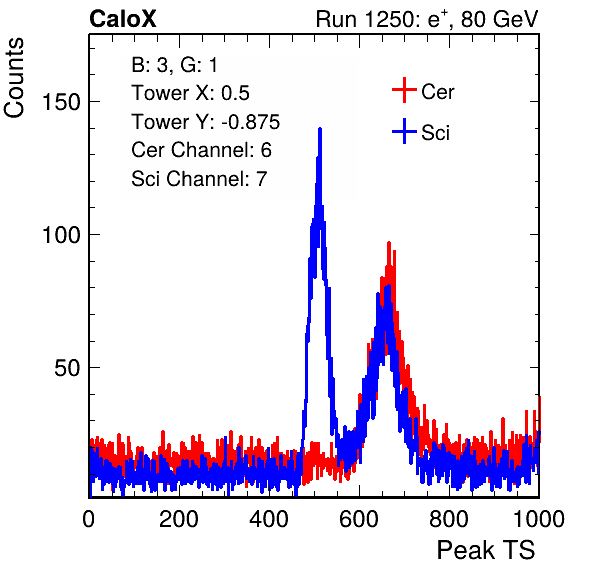 CaloX Run 1250: e⁺, 80 GeV
B: 3, G: 1
Tower X: 0.5
Tower Y: -0.875
Cer Channel: 6
Sci Channel: 7
Cer
Sci
Counts
150
100
50
0 200 400 600 800 1000
Peak TS